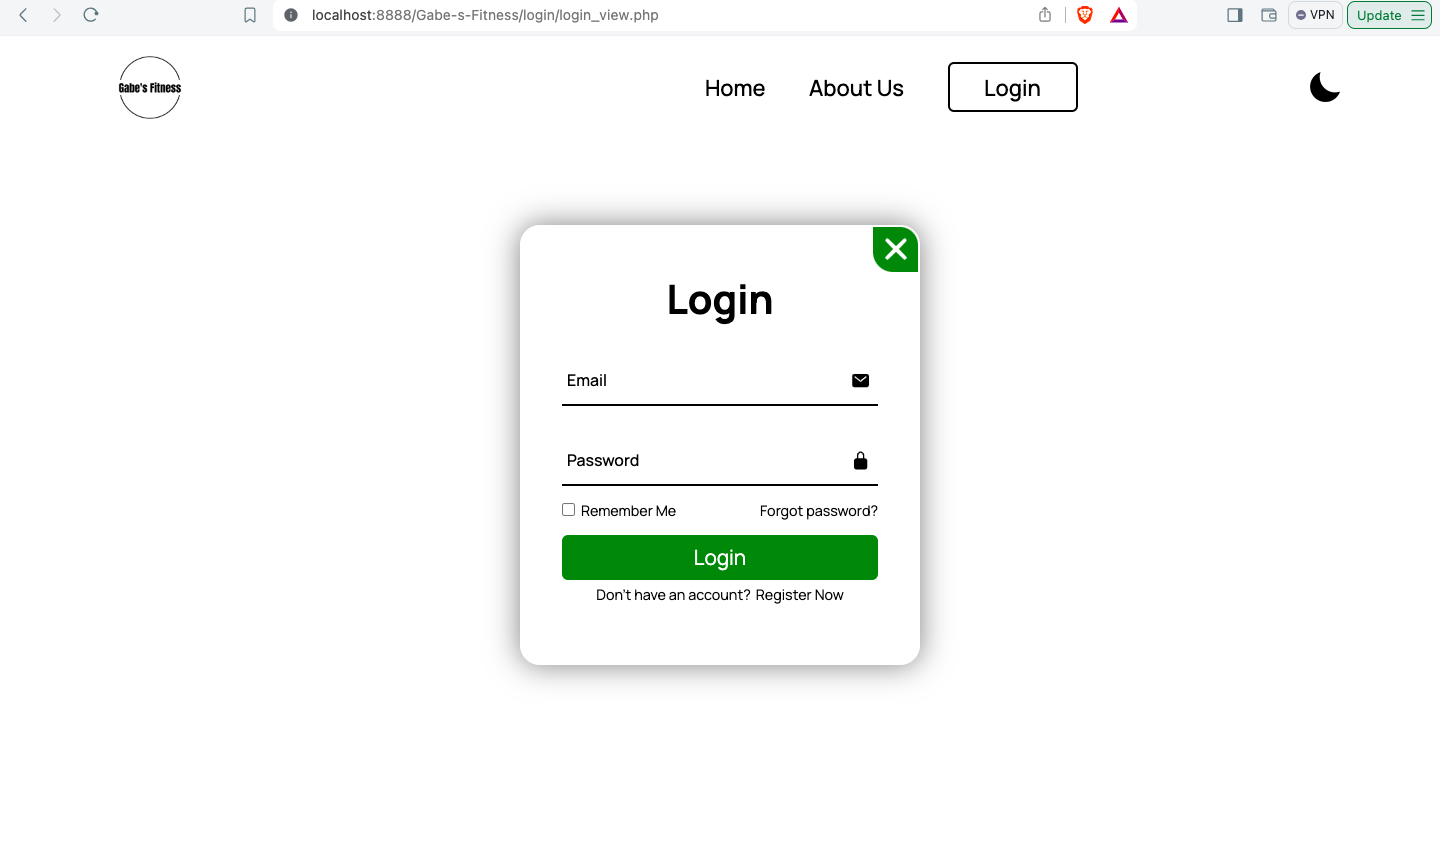 localhost:8888/Gabe-s-Fitness/login/login_view.php
VPN
Update
Gabe's Fitness
Home
About Us
Login
Login
Email
Password
Remember Me
Forgot password?
Login
Don't have an account? Register Now